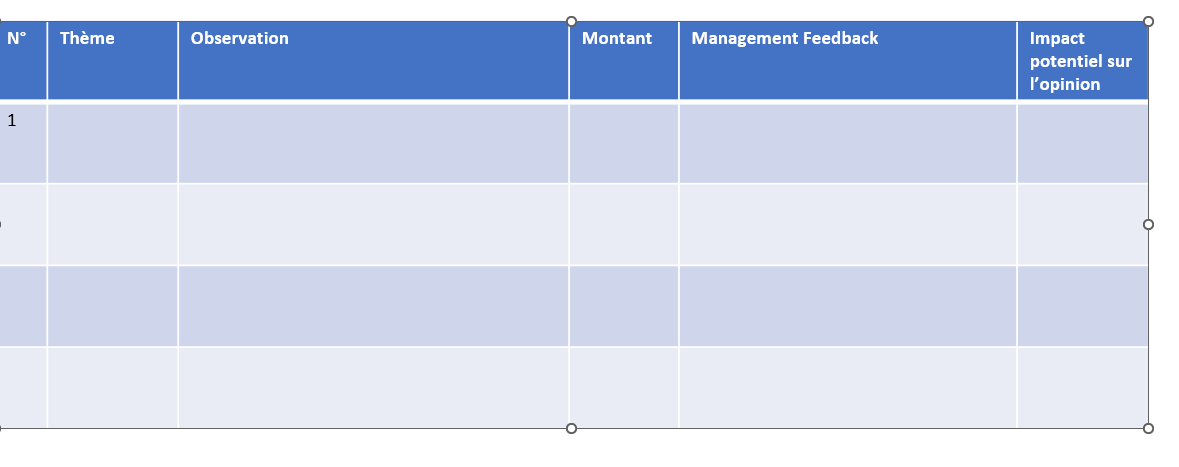 N° Thème Observation Montant Management Feedback Impact
potentiel sur
l’opinion
1